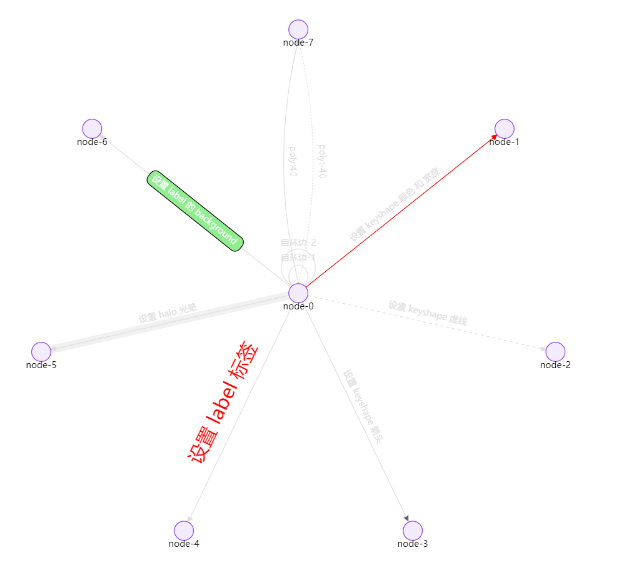 node-7
node-6
node-1
poly:40
poly:-40
设置 label 的 background
设置 keyshape 颜色 和 宽度
自环边-2
自环边-1
node-0
设置 halo 光晕
设置 keyshape 虚线
node-5
node-2
设置 label 标签
设置 keyshape 箭头
node-4
node-3